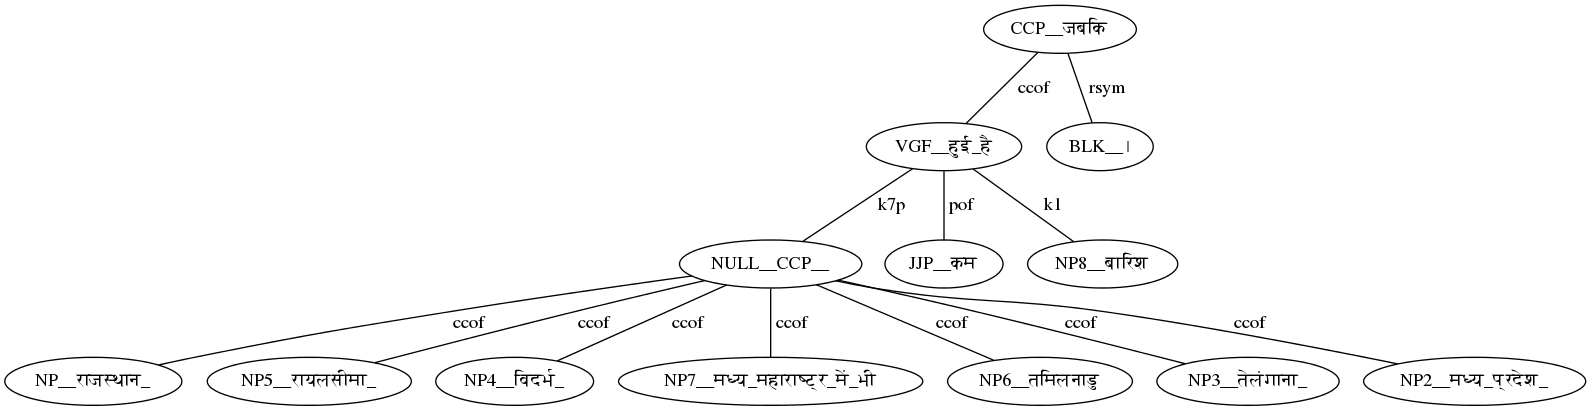 CCP__जबकि
ccof rsym
VGF__हुई_है BLK__।
k7p pof k1
NULL__CCP__ JJP__कम NP8__बारिश
ccof ccof ccof ccof ccof ccof ccof
NP__राजस्थान_ NP5__रायलसीमा_ NP4__विदर्भ_ NP7__मध्य_महाराष्ट्र_में_भी NP6__तमिलनाडु NP3__तेलंगाना_ NP2__मध्य_प्रदेश_